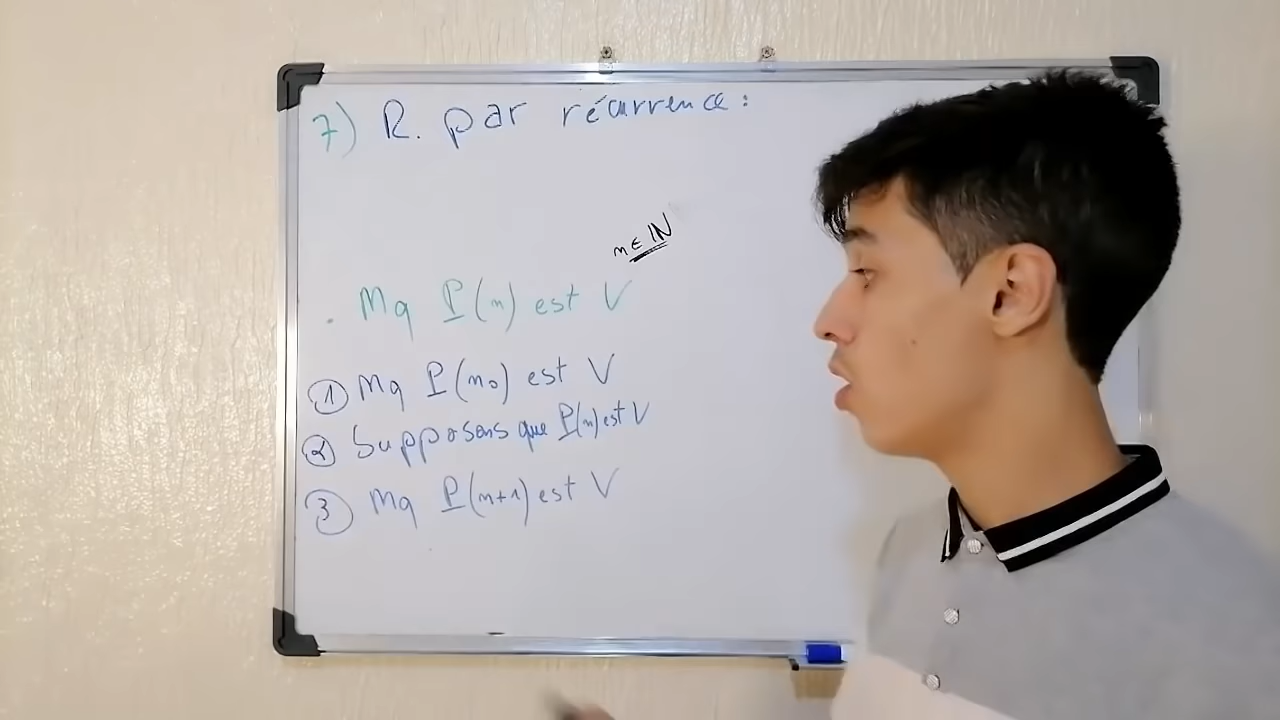 7) R. par récurrence :
n ∈ ℕ
. Mq P(n) est V
① Mq P(n₀) est V
② Supposons que P(n) est V
③ Mq P(n+1) est V